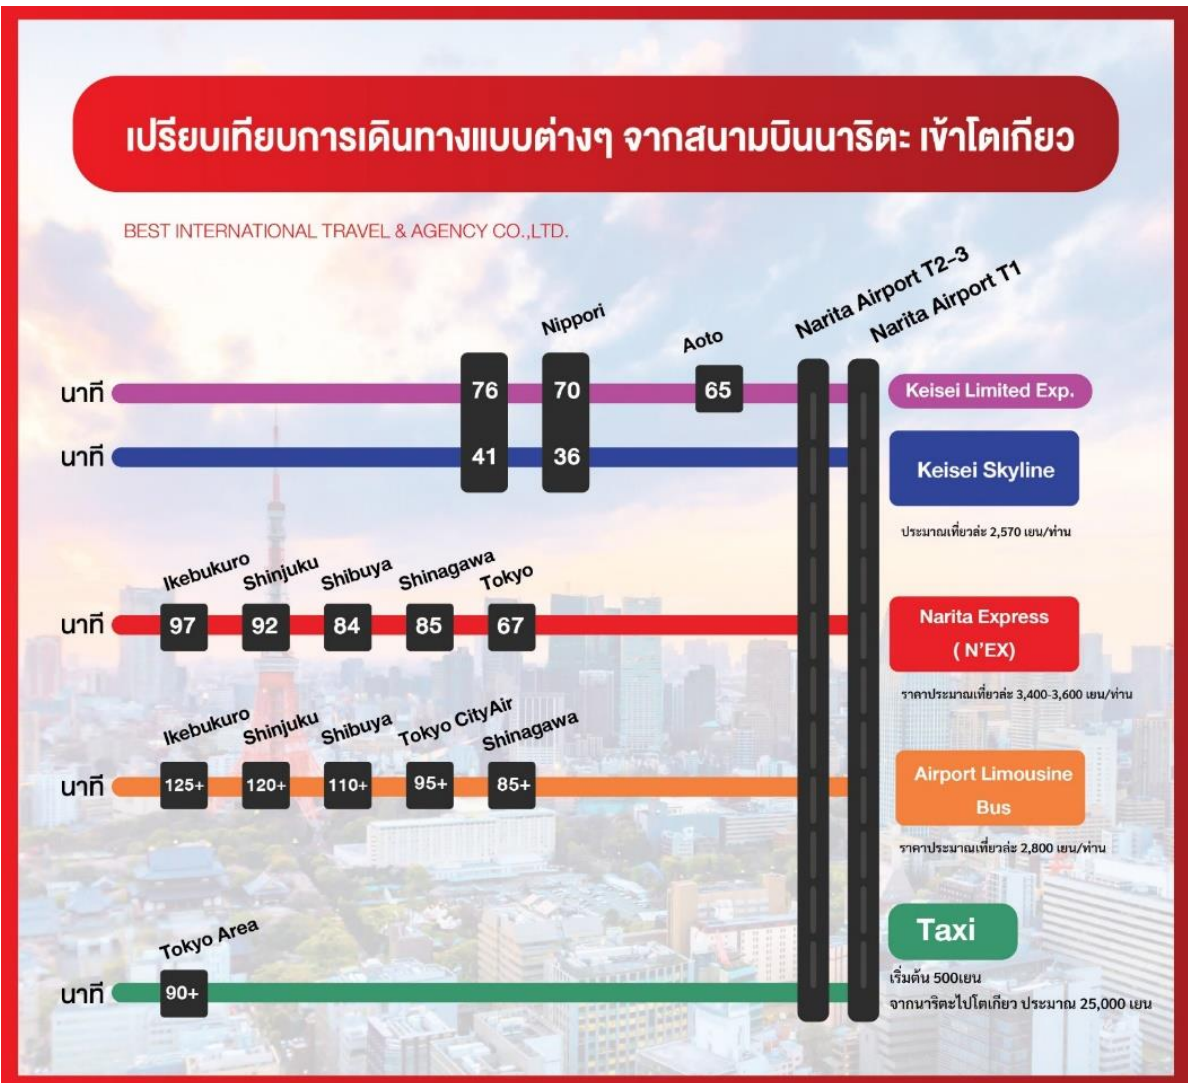 เปรียบเทียบการเดินทางแบบต่างๆ จากสนามบินนาริตะ เข้าโตเกียว
BEST INTERNATIONAL TRAVEL & AGENCY CO.,LTD.
Nippori
Aoto
Narita Airport T2-3
Narita Airport T1
นาที
76
70
65
Keisei Limited Exp.
นาที
41
36
Keisei Skyline
ประมาณเที่ยวล่ะ 2,570 เยน/ท่าน
Ikebukuro
Shinjuku
Shibuya
Shinagawa
Tokyo
นาที
97
92
84
85
67
Narita Express
( N'EX)
ราคาประมาณเที่ยวล่ะ 3,400-3,600 เยน/ท่าน
Ikebukuro
Shinjuku
Shibuya
Tokyo CityAir
Shinagawa
นาที
125+
120+
110+
95+
85+
Airport Limousine
Bus
ราคาประมาณเที่ยวล่ะ 2,800 เยน/ท่าน
Tokyo Area
นาที
90+
Taxi
เริ่มต้น 500เยน
จากนาริตะไปโตเกียว ประมาณ 25,000 เยน